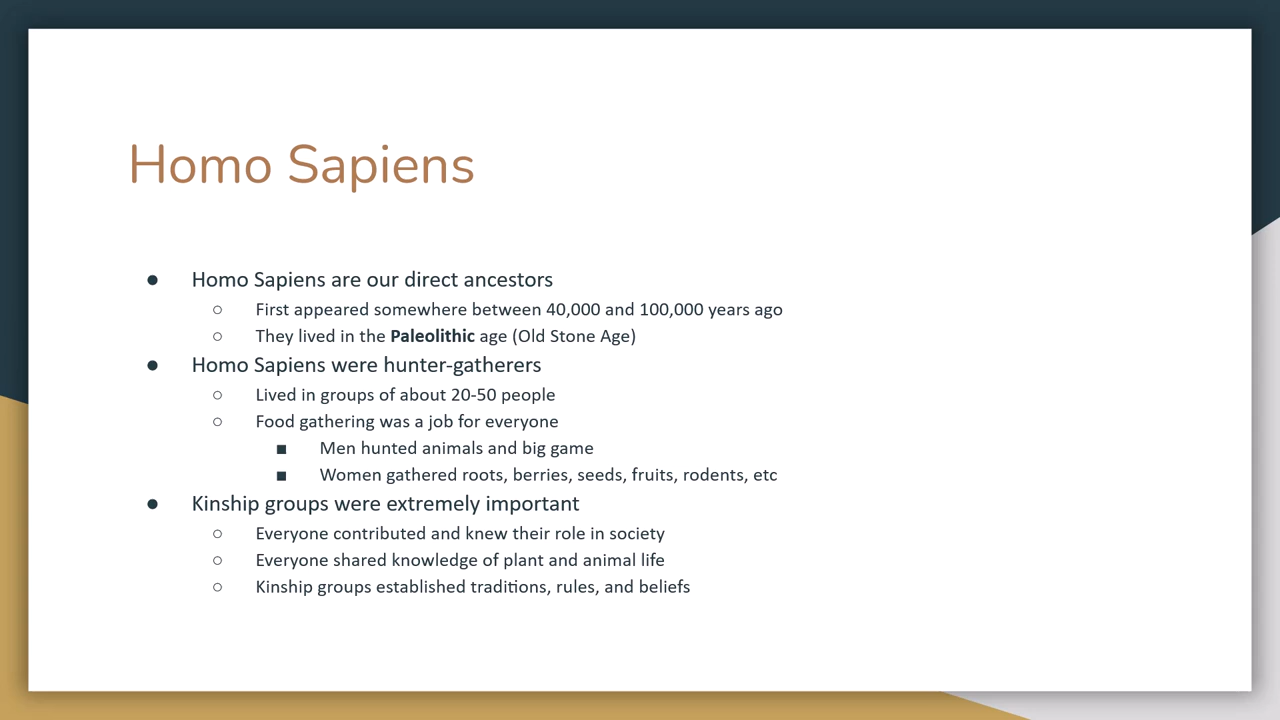 Homo Sapiens
● Homo Sapiens are our direct ancestors
○ First appeared somewhere between 40,000 and 100,000 years ago
○ They lived in the Paleolithic age (Old Stone Age)
● Homo Sapiens were hunter-gatherers
○ Lived in groups of about 20-50 people
○ Food gathering was a job for everyone
■ Men hunted animals and big game
■ Women gathered roots, berries, seeds, fruits, rodents, etc
● Kinship groups were extremely important
○ Everyone contributed and knew their role in society
○ Everyone shared knowledge of plant and animal life
○ Kinship groups established traditions, rules, and beliefs